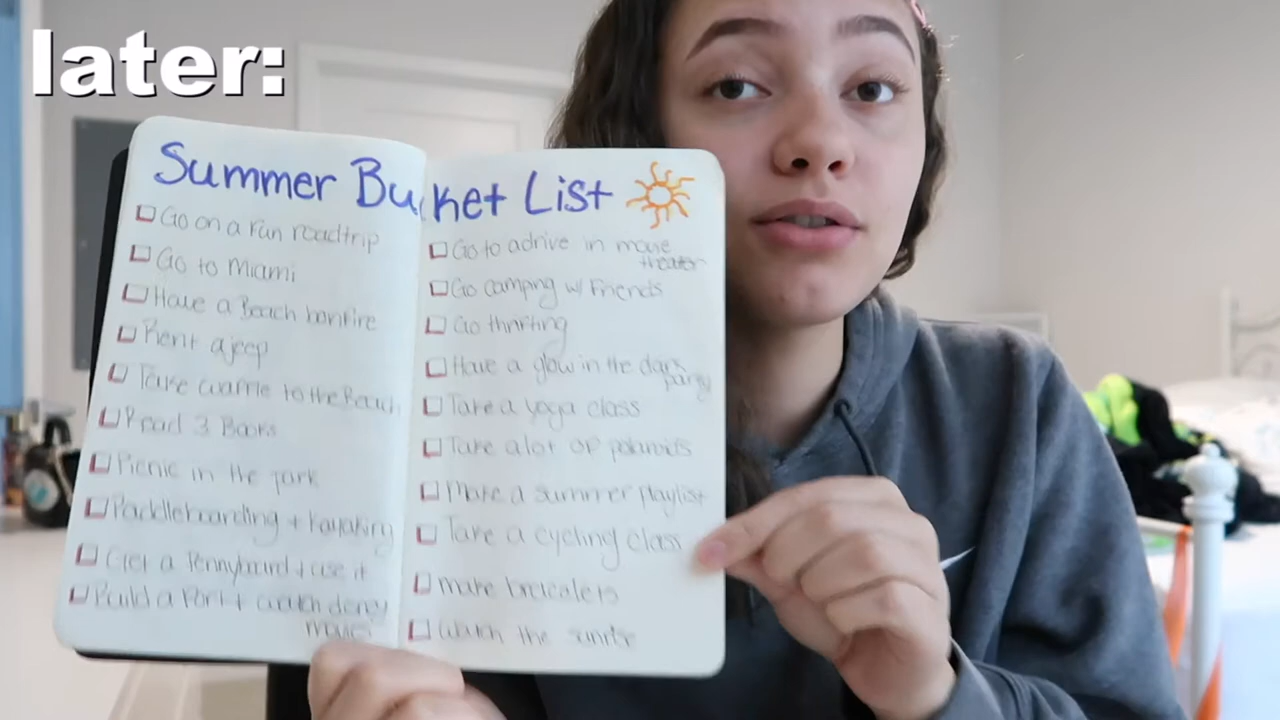 later:
Summer Bucket List
Go on a fun roadtrip
Go to Miami
Have a Beach bonfire
Rent a jeep
Take waffle to the Beach
Read 3 Books
Picnic in the park
Paddleboarding + Kayaking
Get a Pennyboard + use it
Build a Fort + watch disney
movies
Go to a drive in movie
theater
Go camping w/ Friends
Go thrifting
Have a glow in the dark
party
Take a yoga class
Take a lot of polaroids
Make a summer playlist
Take a cycling class
make bracelets
Watch the sunrise